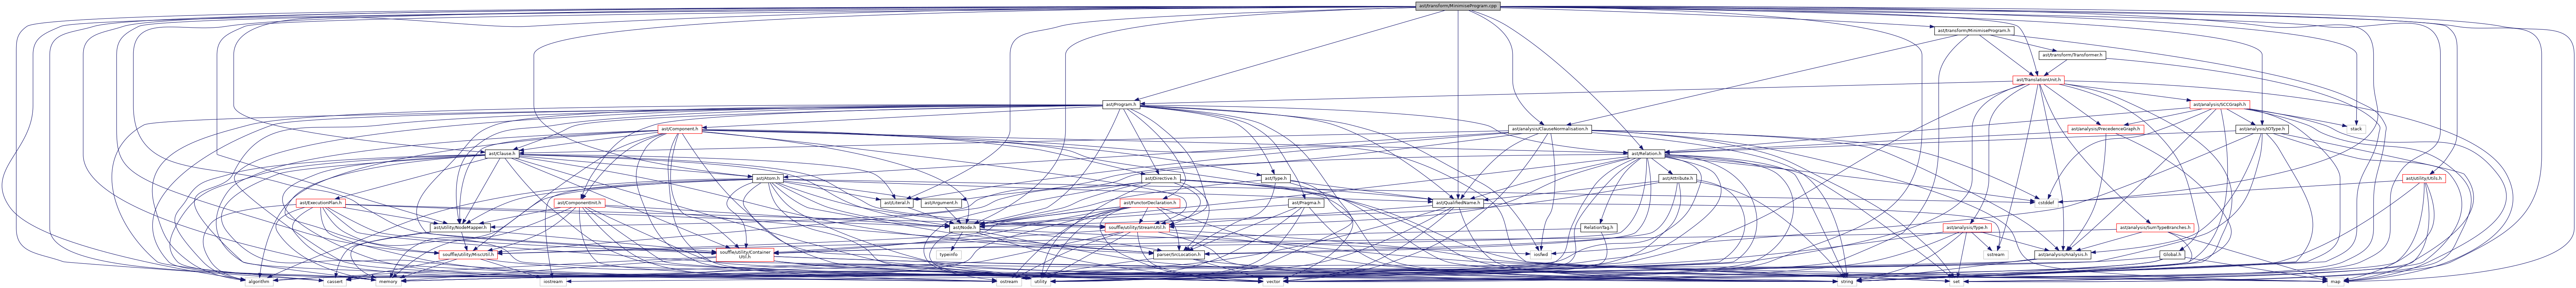 ast/transform/MinimiseProgram.cpp
ast/transform/MinimiseProgram.h
ast/transform/Transformer.h
ast/TranslationUnit.h
ast/Program.h
ast/analysis/SCCGraph.h
ast/Component.h
ast/analysis/ClauseNormalisation.h
ast/analysis/PrecedenceGraph.h
ast/analysis/IOType.h
stack
ast/Clause.h
ast/Relation.h
ast/Atom.h
ast/Directive.h
ast/Type.h
ast/Attribute.h
ast/utility/Utils.h
ast/ExecutionPlan.h
ast/ComponentInit.h
ast/Literal.h
ast/Argument.h
ast/FunctorDeclaration.h
ast/Pragma.h
ast/QualifiedName.h
cstddef
ast/utility/NodeMapper.h
ast/Node.h
souffle/utility/StreamUtil.h
RelationTag.h
ast/analysis/Type.h
ast/analysis/SumTypeBranches.h
souffle/utility/MiscUtil.h
souffle/utility/Container
Util.h
typeinfo
parser/SrcLocation.h
iosfwd
sstream
ast/analysis/Analysis.h
Global.h
algorithm
cassert
memory
iostream
ostream
utility
vector
string
set
map